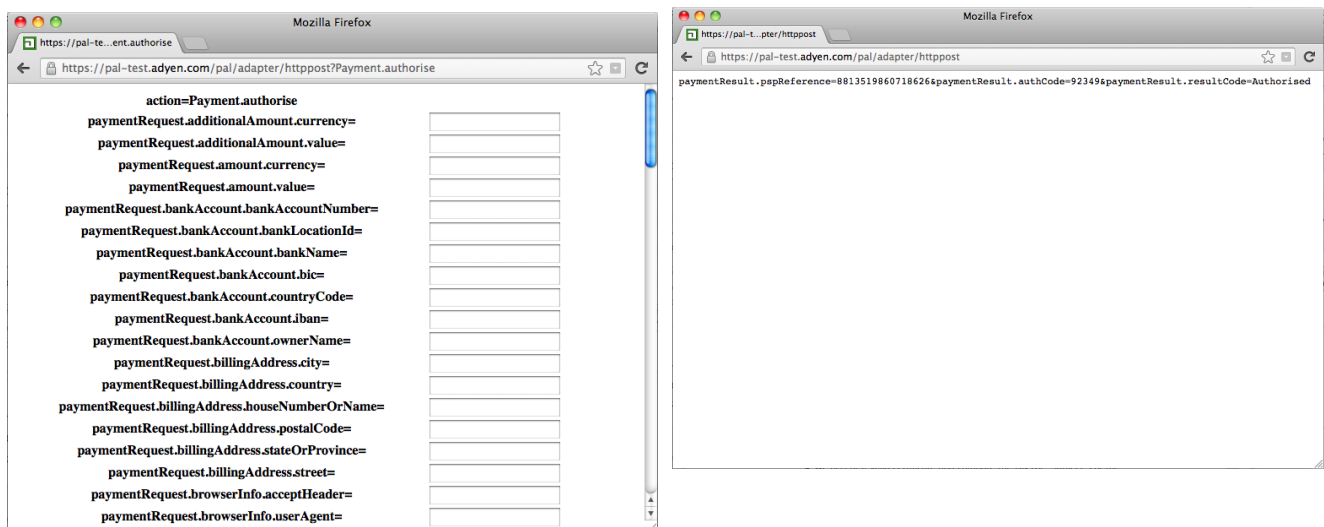 Mozilla Firefox
https://pal-te...ent.authorise
https://pal-test.adyen.com/pal/adapter/httppost?Payment.authorise
action=Payment.authorise
paymentRequest.additionalAmount.currency=
paymentRequest.additionalAmount.value=
paymentRequest.amount.currency=
paymentRequest.amount.value=
paymentRequest.bankAccount.bankAccountNumber=
paymentRequest.bankAccount.bankLocationId=
paymentRequest.bankAccount.bankName=
paymentRequest.bankAccount.bic=
paymentRequest.bankAccount.countryCode=
paymentRequest.bankAccount.iban=
paymentRequest.bankAccount.ownerName=
paymentRequest.billingAddress.city=
paymentRequest.billingAddress.country=
paymentRequest.billingAddress.houseNumberOrName=
paymentRequest.billingAddress.postalCode=
paymentRequest.billingAddress.stateOrProvince=
paymentRequest.billingAddress.street=
paymentRequest.browserInfo.acceptHeader=
paymentRequest.browserInfo.userAgent=
Mozilla Firefox
https://pal-t...pter/httppost
https://pal-test.adyen.com/pal/adapter/httppost
paymentResult.pspReference=8813519860718626&paymentResult.authCode=92349&paymentResult.resultCode=Authorised